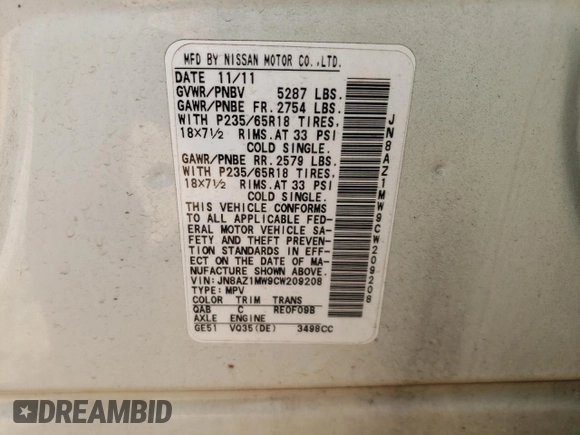 MFD BY NISSAN MOTOR CO.,LTD.
DATE 11/11
GVWR/PNBV 5287 LBS.
GAWR/PNBE FR. 2754 LBS.
WITH P235/65R18 TIRES.
18X7½ RIMS.AT 33 PSI
COLD SINGLE.
GAWR/PNBE RR. 2579 LBS.
WITH P235/65R18 TIRES.
18X7½ RIMS.AT 33 PSI
COLD SINGLE.
THIS VEHICLE CONFORMS
TO ALL APPLICABLE FED-
ERAL MOTOR VEHICLE SA-
FETY AND THEFT PREVEN-
TION STANDARDS IN EFF-
ECT ON THE DATE OF MA-
NUFACTURE SHOWN ABOVE.
VIN:JN8AZ1MW9CW209208
TYPE:MPV
COLOR TRIM TRANS
QAB C RE0F09B
AXLE ENGINE
GE51 VQ35(DE) 3498CC
JN8AZ1MW9CW209208
DREAMBID